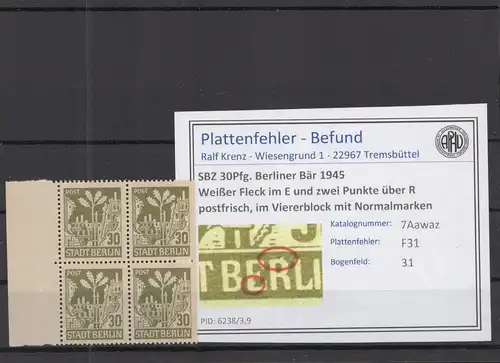 Plattenfehler - Befund
Ralf Krenz - Wiesengrund 1 - 22967 Tremsbüttel
SBZ 30Pfg. Berliner Bär 1945
Weißer Fleck im E und zwei Punkte über R
postfrisch, im Viererblock mit Normalmarken
Katalognummer: 7Aawaz
Plattenfehler: F31
Bogenfeld: 31
T BERLI
PID: 6238/3,9
POST 30
STADT BERLIN
POST 30
STADT BERLIN
POST 30
STADT BERLIN
POST 30
STADT BERLIN